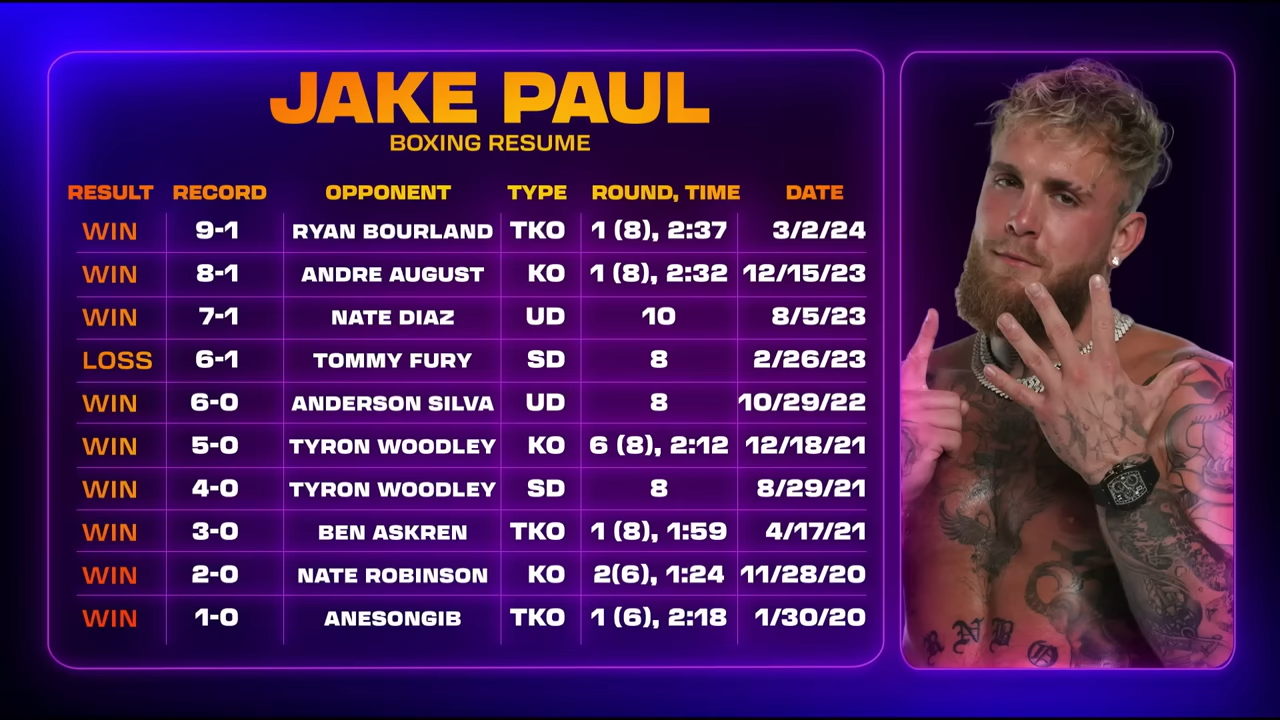 JAKE PAUL
BOXING RESUME
RESULT RECORD OPPONENT TYPE ROUND, TIME DATE
WIN 9-1 RYAN BOURLAND TKO 1 (8), 2:37 3/2/24
WIN 8-1 ANDRE AUGUST KO 1 (8), 2:32 12/15/23
WIN 7-1 NATE DIAZ UD 10 8/5/23
LOSS 6-1 TOMMY FURY SD 8 2/26/23
WIN 6-0 ANDERSON SILVA UD 8 10/29/22
WIN 5-0 TYRON WOODLEY KO 6 (8), 2:12 12/18/21
WIN 4-0 TYRON WOODLEY SD 8 8/29/21
WIN 3-0 BEN ASKREN TKO 1 (8), 1:59 4/17/21
WIN 2-0 NATE ROBINSON KO 2(6), 1:24 11/28/20
WIN 1-0 ANESONGIB TKO 1 (6), 2:18 1/30/20